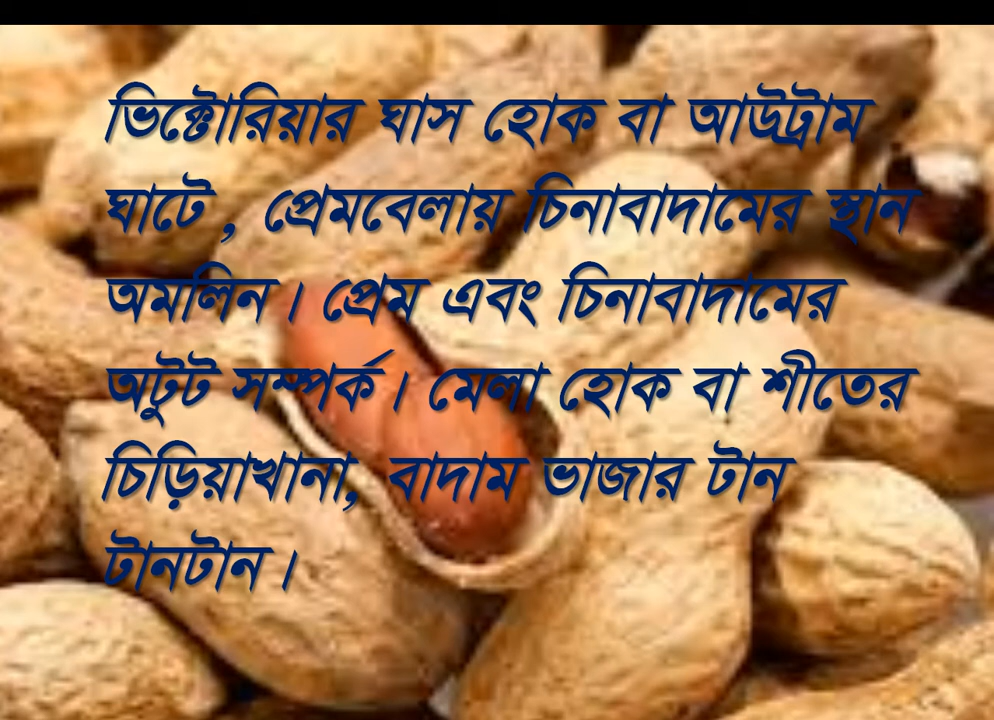 ভিক্টোরিয়ার ঘাস হোক বা আউট্রাম
ঘাটে , প্রেমবেলায় চিনাবাদামের স্থান
অমলিন। প্রেম এবং চিনাবাদামের
অটুট সম্পর্ক। মেলা হোক বা শীতের
চিড়িয়াখানা, বাদাম ভাজার টান
টানটান।